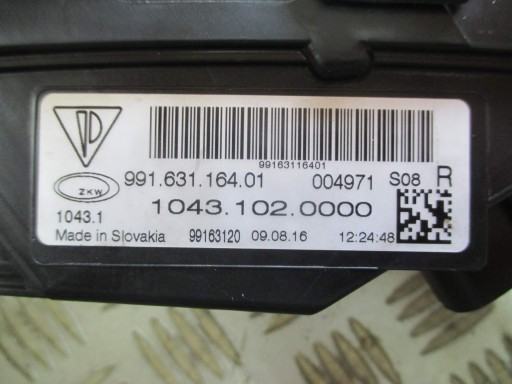 99163116401
991.631.164.01 004971 S08 R
ZKW
1043.1 1043.102.0000
Made in Slovakia 99163120 09.08.16 12:24:48